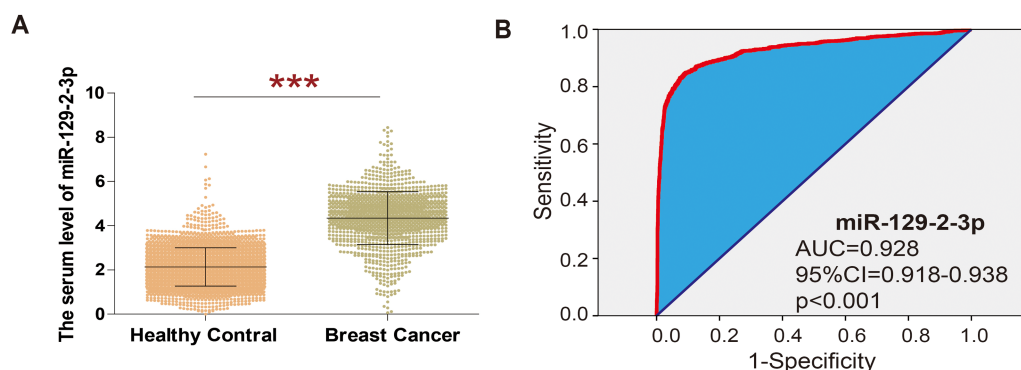 A
The serum level of miR-129-2-3p
10
8
6
4
2
0
***
Healthy Contral
Breast Cancer
B
Sensitivity
1.0
0.8
0.6
0.4
0.2
0.0
miR-129-2-3p
AUC=0.928
95%CI=0.918-0.938
p<0.001
0.0 0.2 0.4 0.6 0.8 1.0
1-Specificity